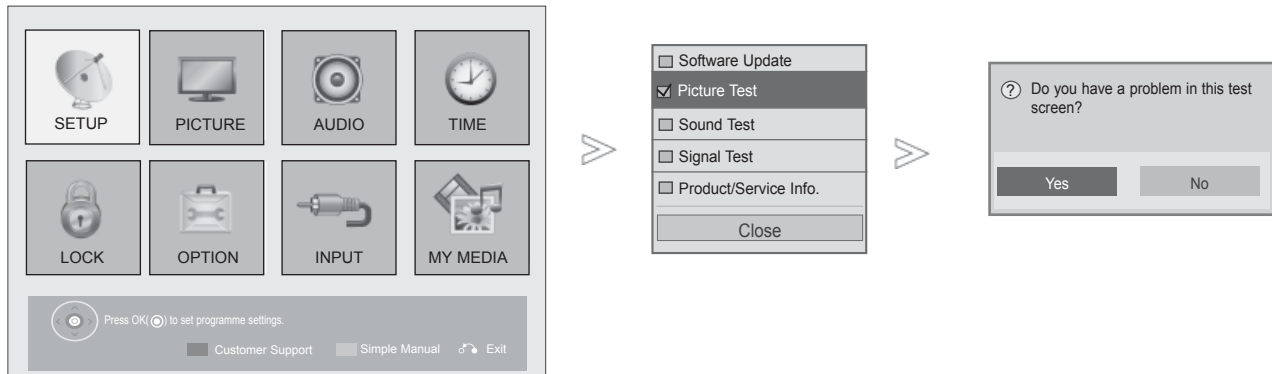 SETUP
PICTURE
AUDIO
TIME
LOCK
OPTION
INPUT
MY MEDIA
Press OK(◉) to set programme settings.
Customer Support
Simple Manual
Exit
Software Update
Picture Test
Sound Test
Signal Test
Product/Service Info.
Close
? Do you have a problem in this test
screen?
Yes
No